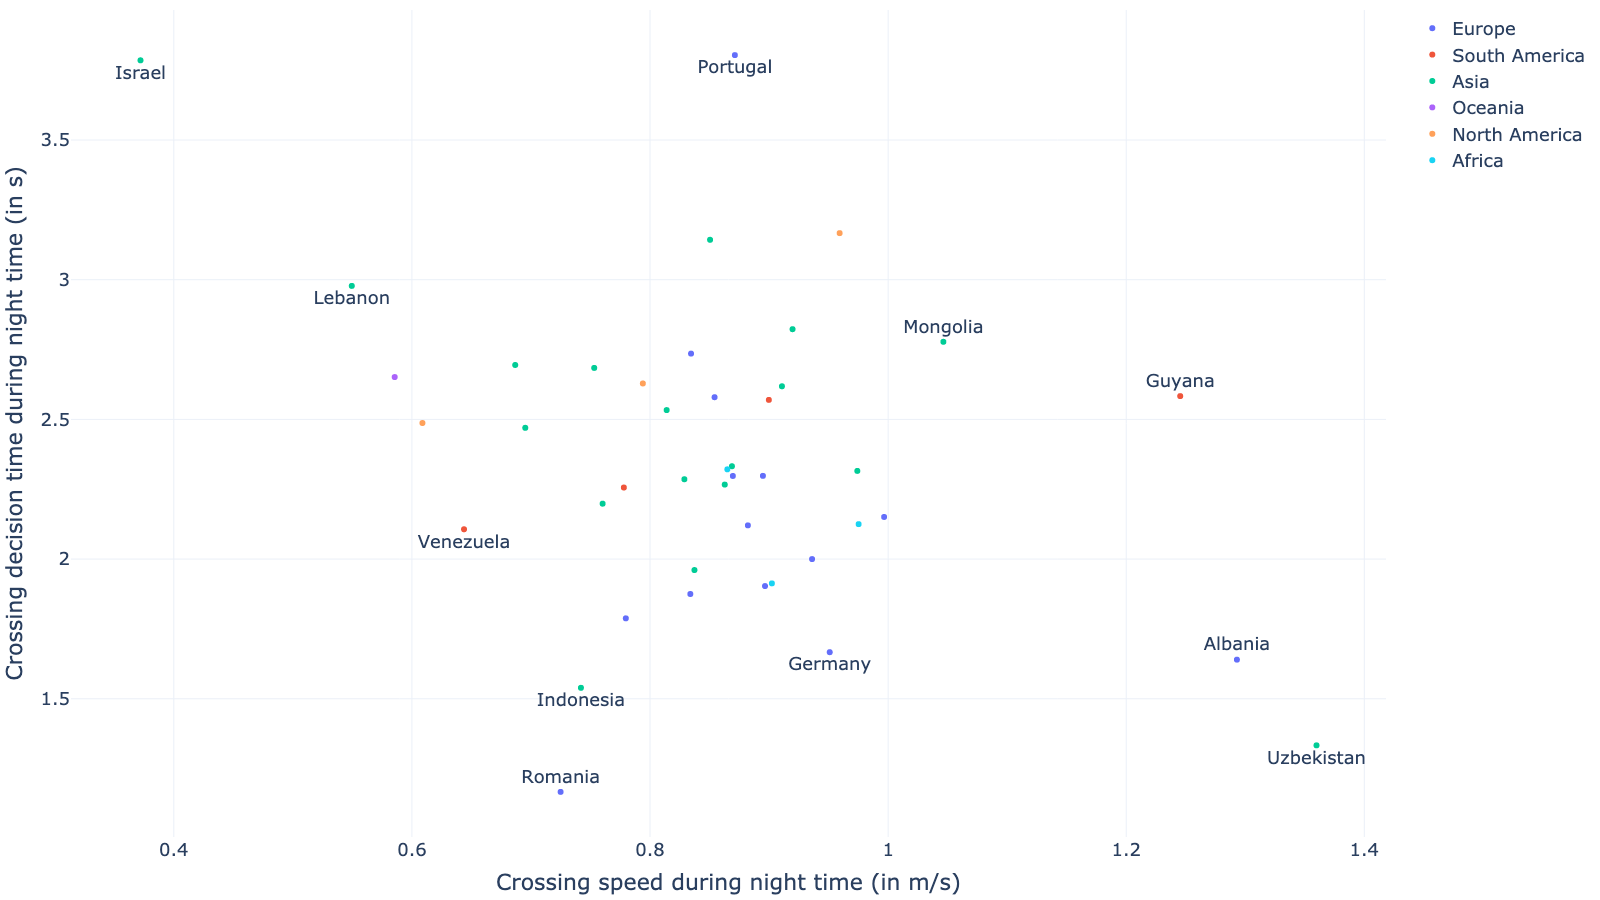 Europe
South America
Asia
Oceania
North America
Africa
Israel
Portugal
Lebanon
Mongolia
Guyana
Venezuela
Albania
Germany
Indonesia
Uzbekistan
Romania
3.5
3
2.5
2
1.5
Crossing decision time during night time (in s)
0.4
0.6
0.8
1
1.2
1.4
Crossing speed during night time (in m/s)